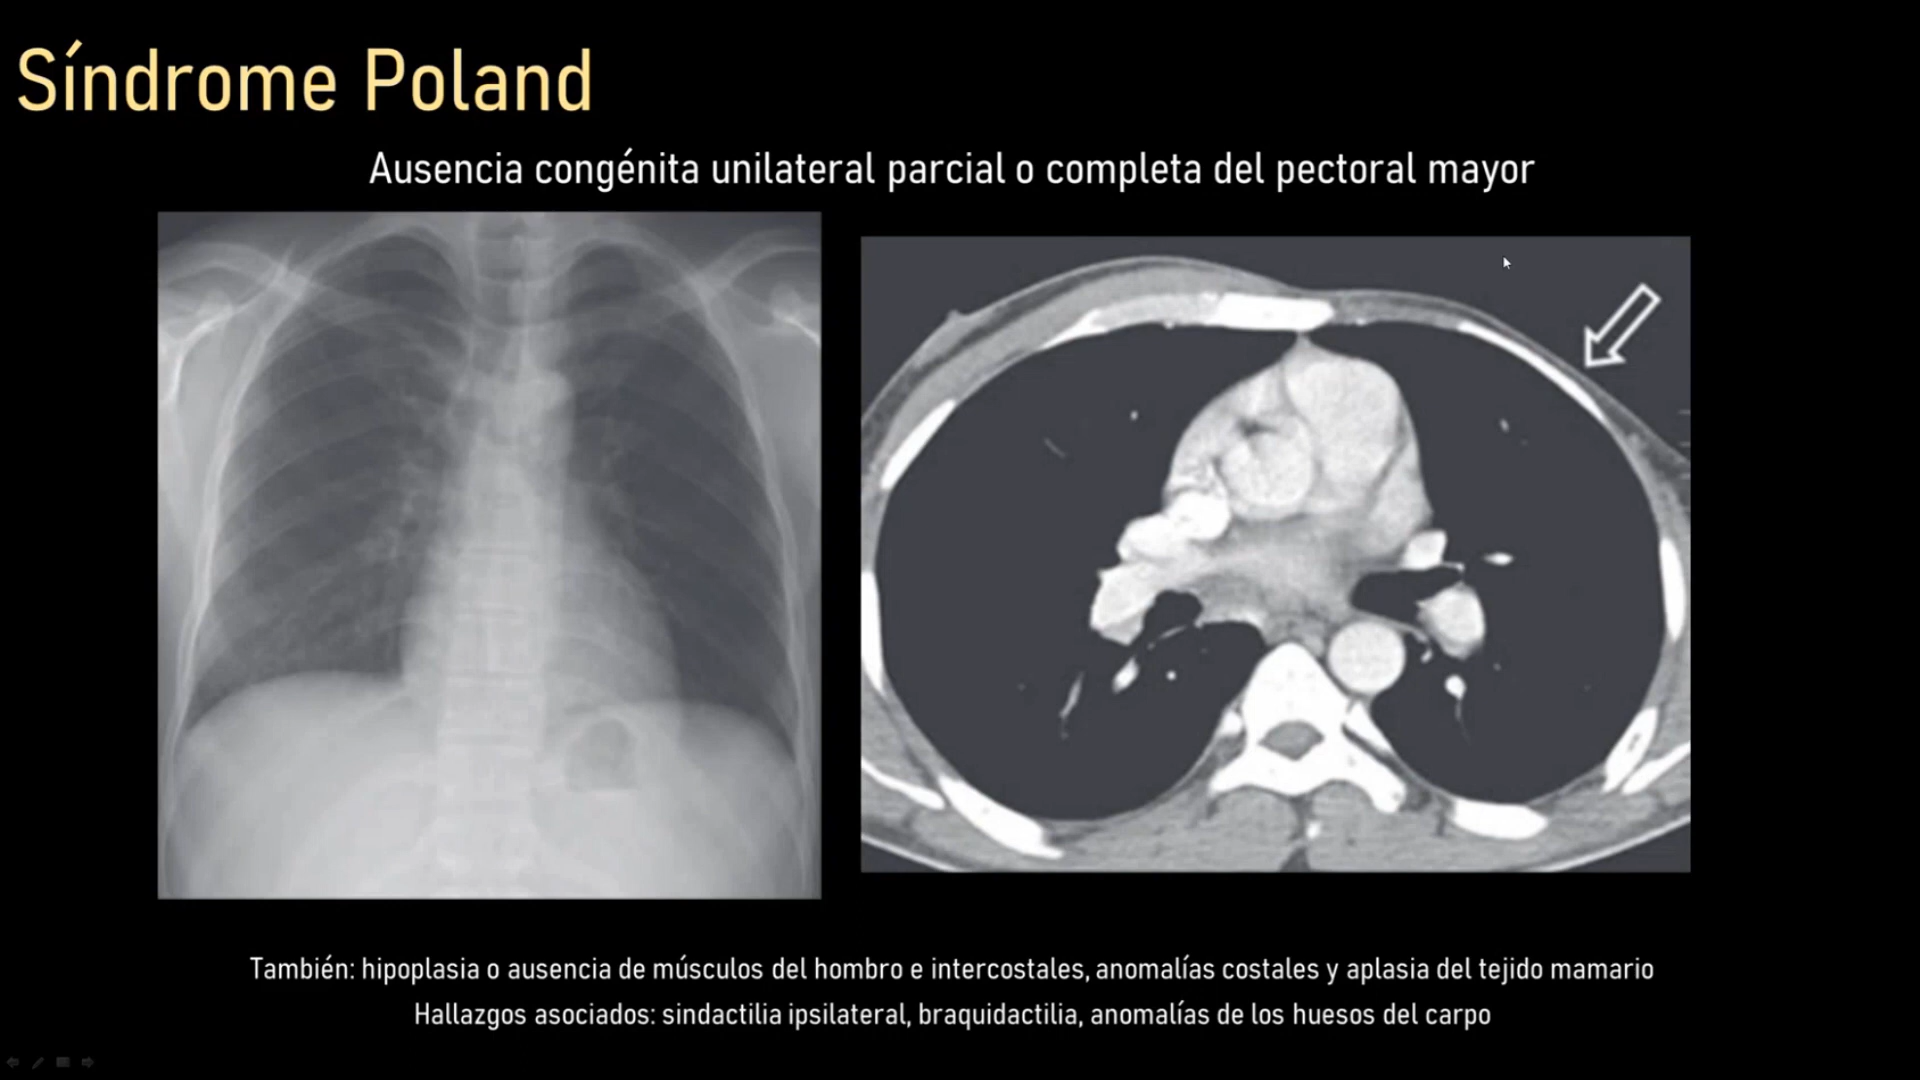 Síndrome Poland
Ausencia congénita unilateral parcial o completa del pectoral mayor
También: hipoplasia o ausencia de músculos del hombro e intercostales, anomalías costales y aplasia del tejido mamario
Hallazgos asociados: sindactilia ipsilateral, braquidactilia, anomalías de los huesos del carpo